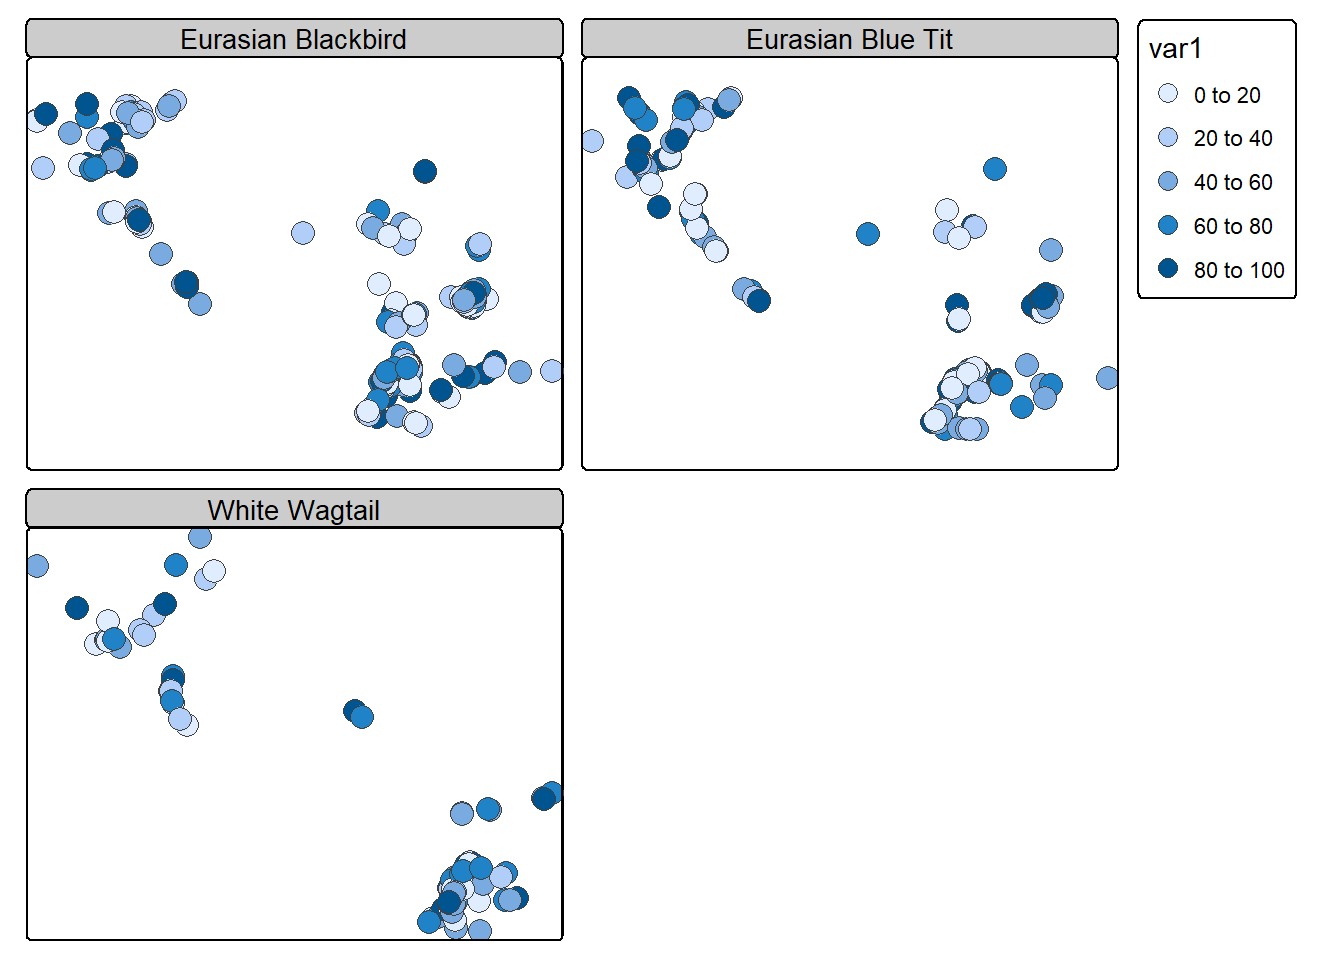 Eurasian Blackbird
Eurasian Blue Tit
var1
0 to 20
20 to 40
40 to 60
60 to 80
80 to 100
White Wagtail